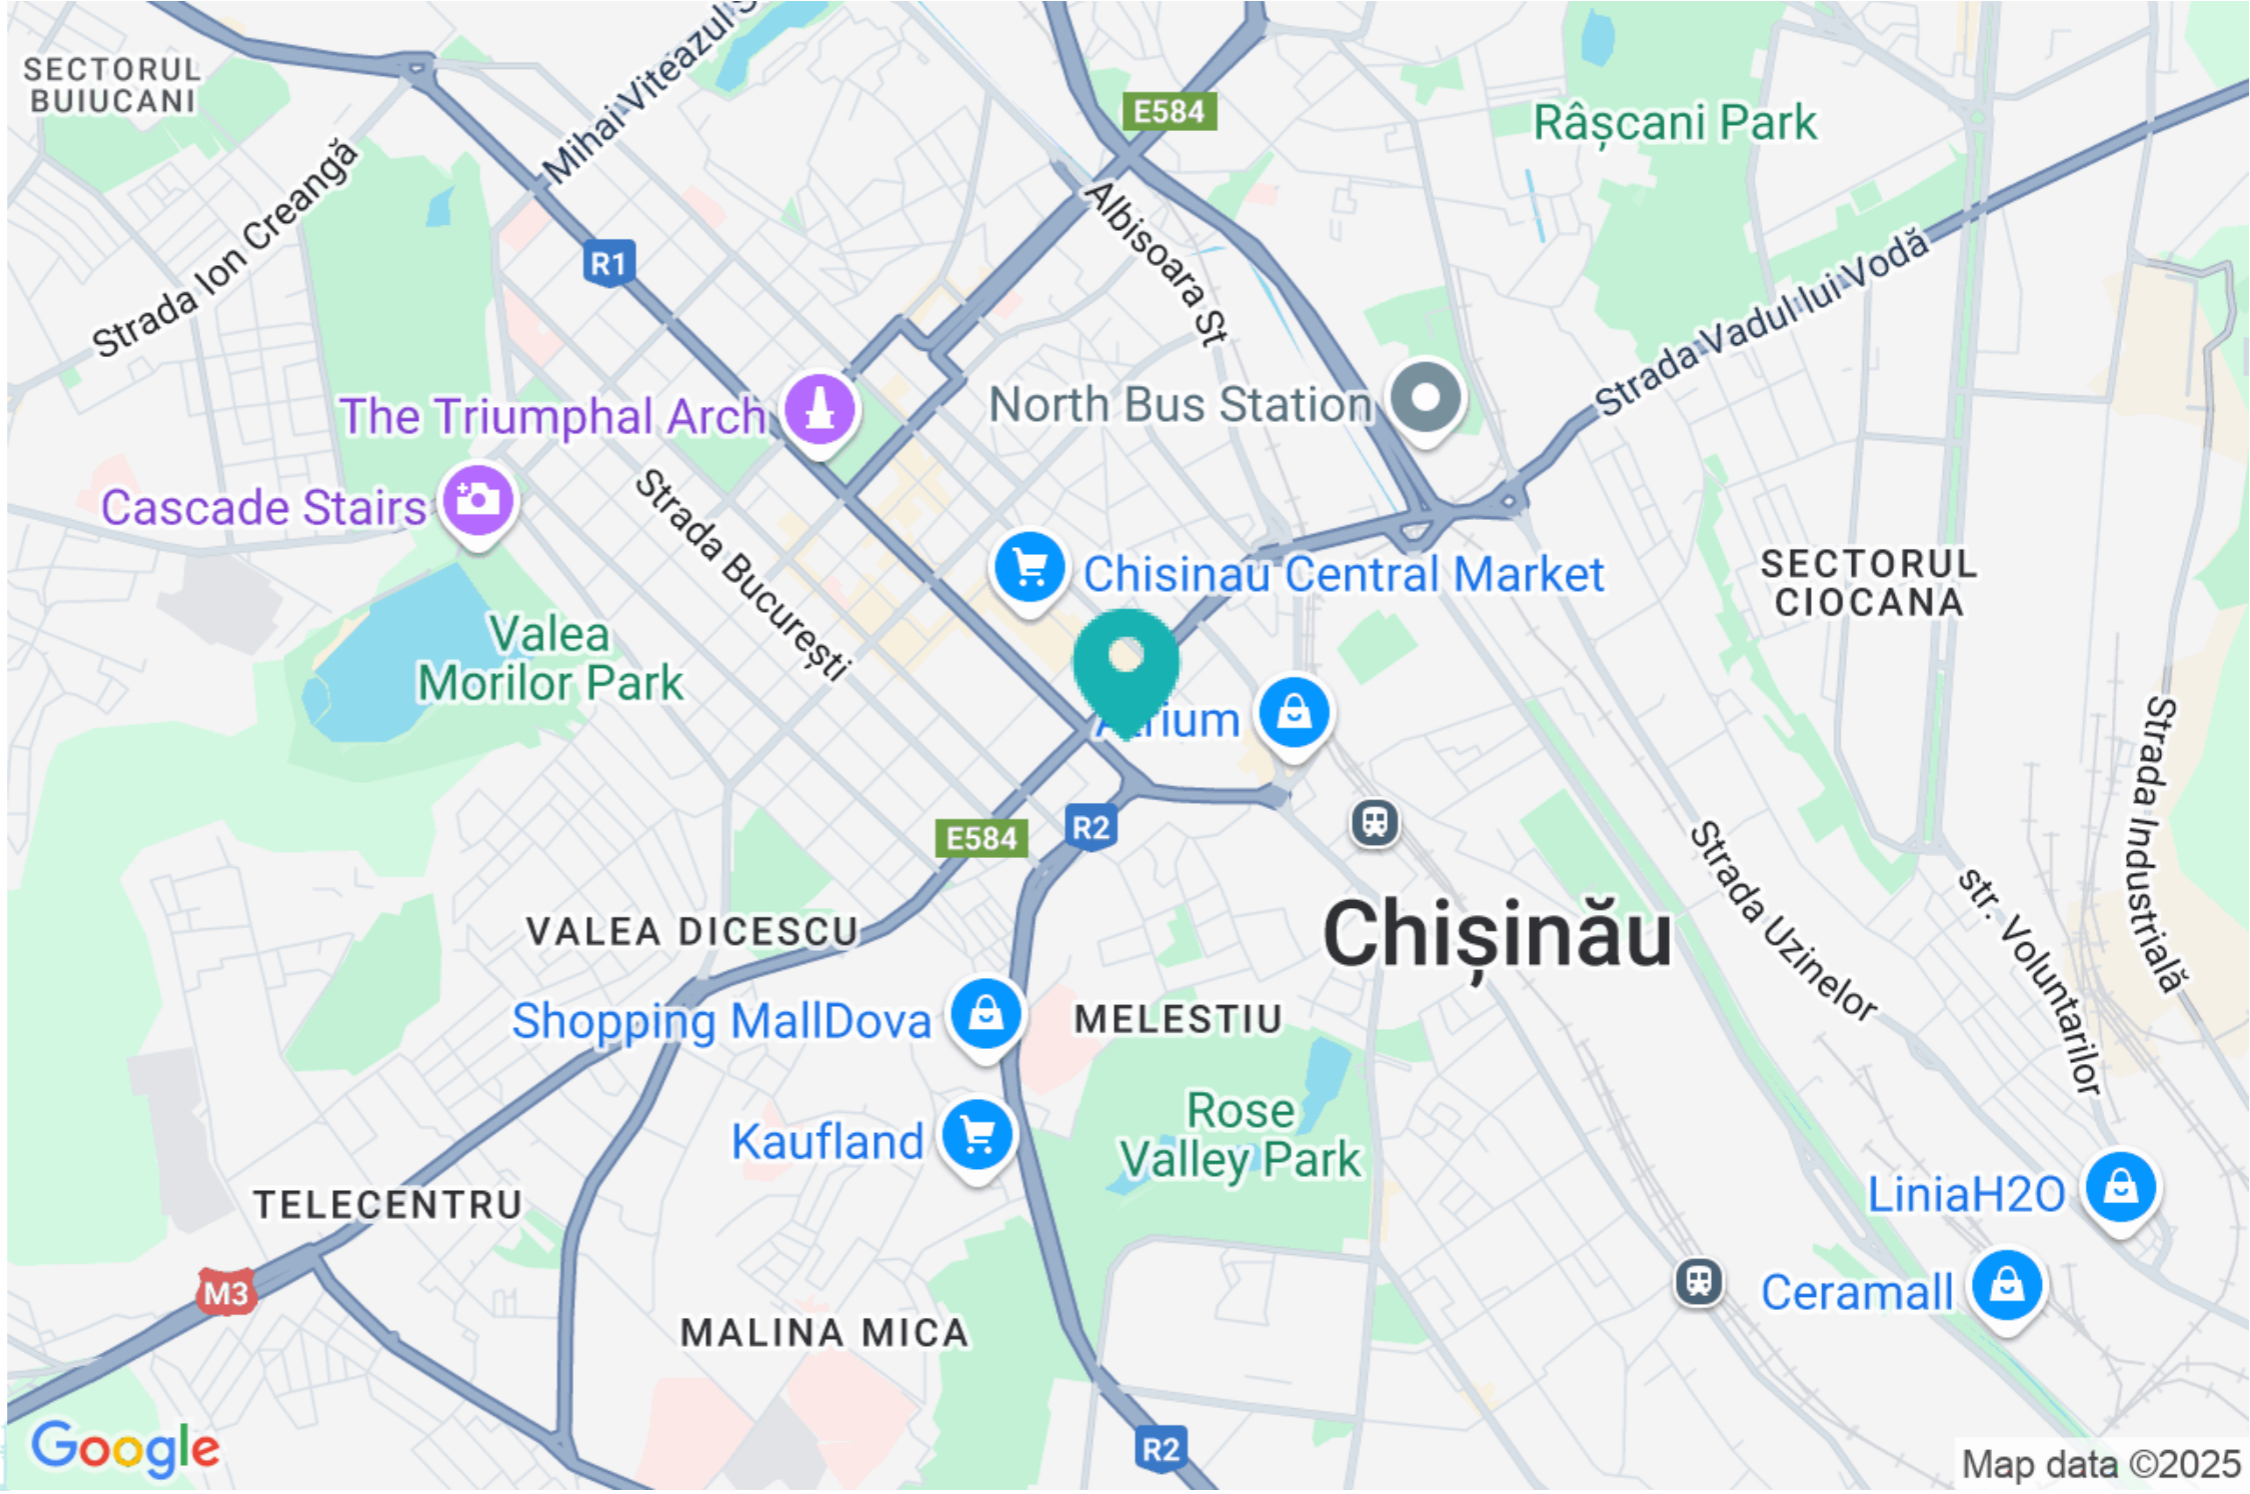 SECTORUL
BUIUCANI
Mihai Viteazul
E584
Râșcani Park
Strada Ion Creangă
R1
Albisoara St
Strada Vadul lui Vodă
The Triumphal Arch
North Bus Station
Cascade Stairs
Strada București
Chisinau Central Market
SECTORUL
CIOCANA
Valea
Morilor Park
Atrium
Strada Industrială
E584
R2
Strada Uzinelor
str. Voluntarilor
VALEA DICESCU
Chișinău
Shopping MallDova
MELESTIU
Rose
Valley Park
Kaufland
LiniaH2O
TELECENTRU
M3
Ceramall
MALINA MICA
R2
Google
Map data ©2025